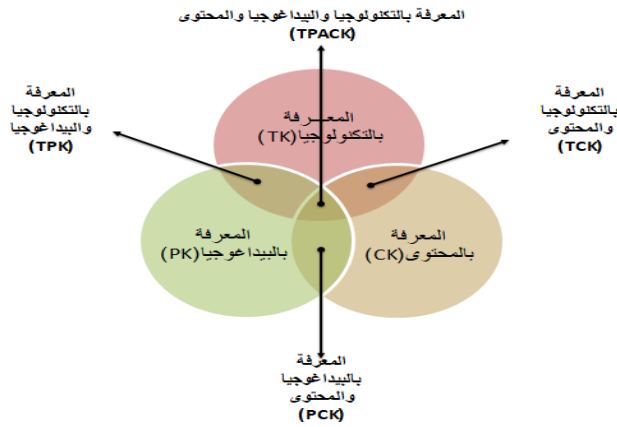 المعرفة بالتكنولوجيا والبيداغوجيا والمحتوى
(TPACK)
المعرفة
بالتكنولوجيا
والمحتوى
(TCK)
المعـــرفة
بالتكنولوجيا(TK)
المعرفة
بالتكنولوجيا
والبيداغوجيا
(TPK)
المعرفة
بالمحتوى(CK)
المعرفة
بالبيداغوجيا(PK)
المعرفة
بالبيداغوجيا
والمحتوى
(PCK)